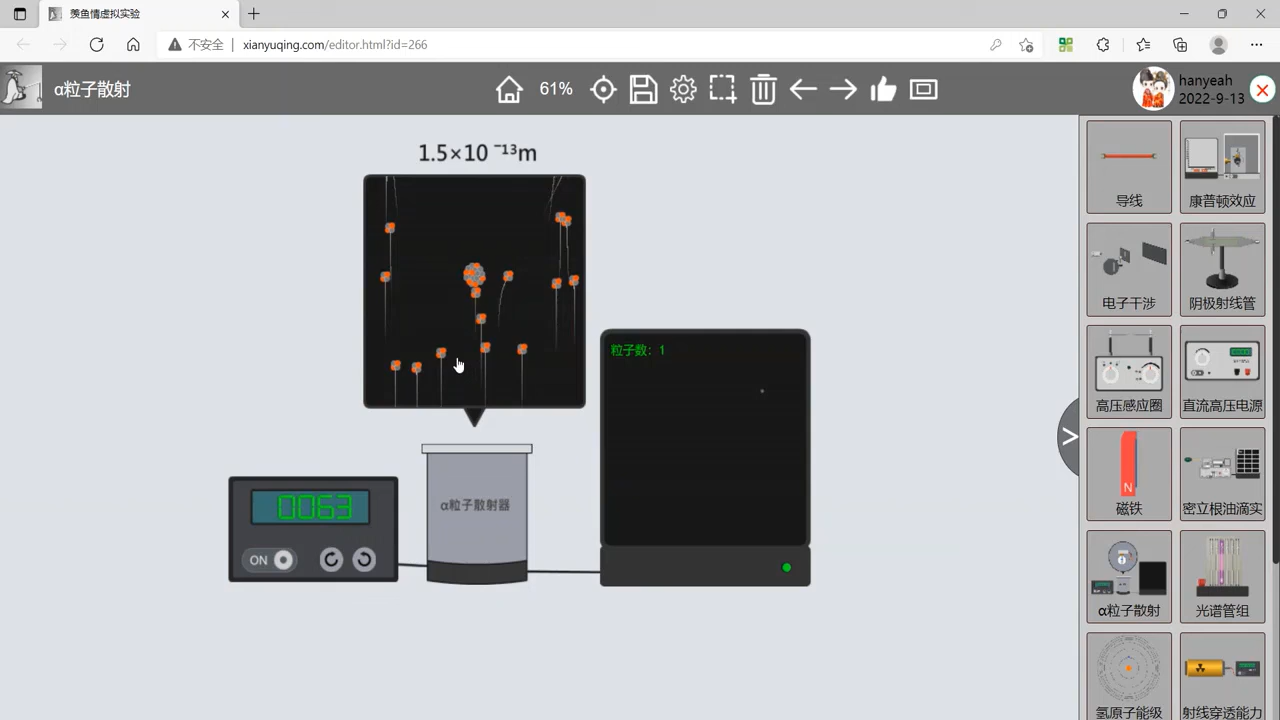 羡鱼情虚拟实验
不安全
xianyuqing.com/editor.html?id=266
α粒子散射
61%
hanyeah
2022-9-13
1.5×10⁻¹³m
粒子数：1
α粒子散射器
0063
ON
>
导线
康普顿效应
电子干涉
阴极射线管
高压感应圈
直流高压电源
N
磁铁
密立根油滴实
α粒子散射
光谱管组
氢原子能级
射线穿透能力